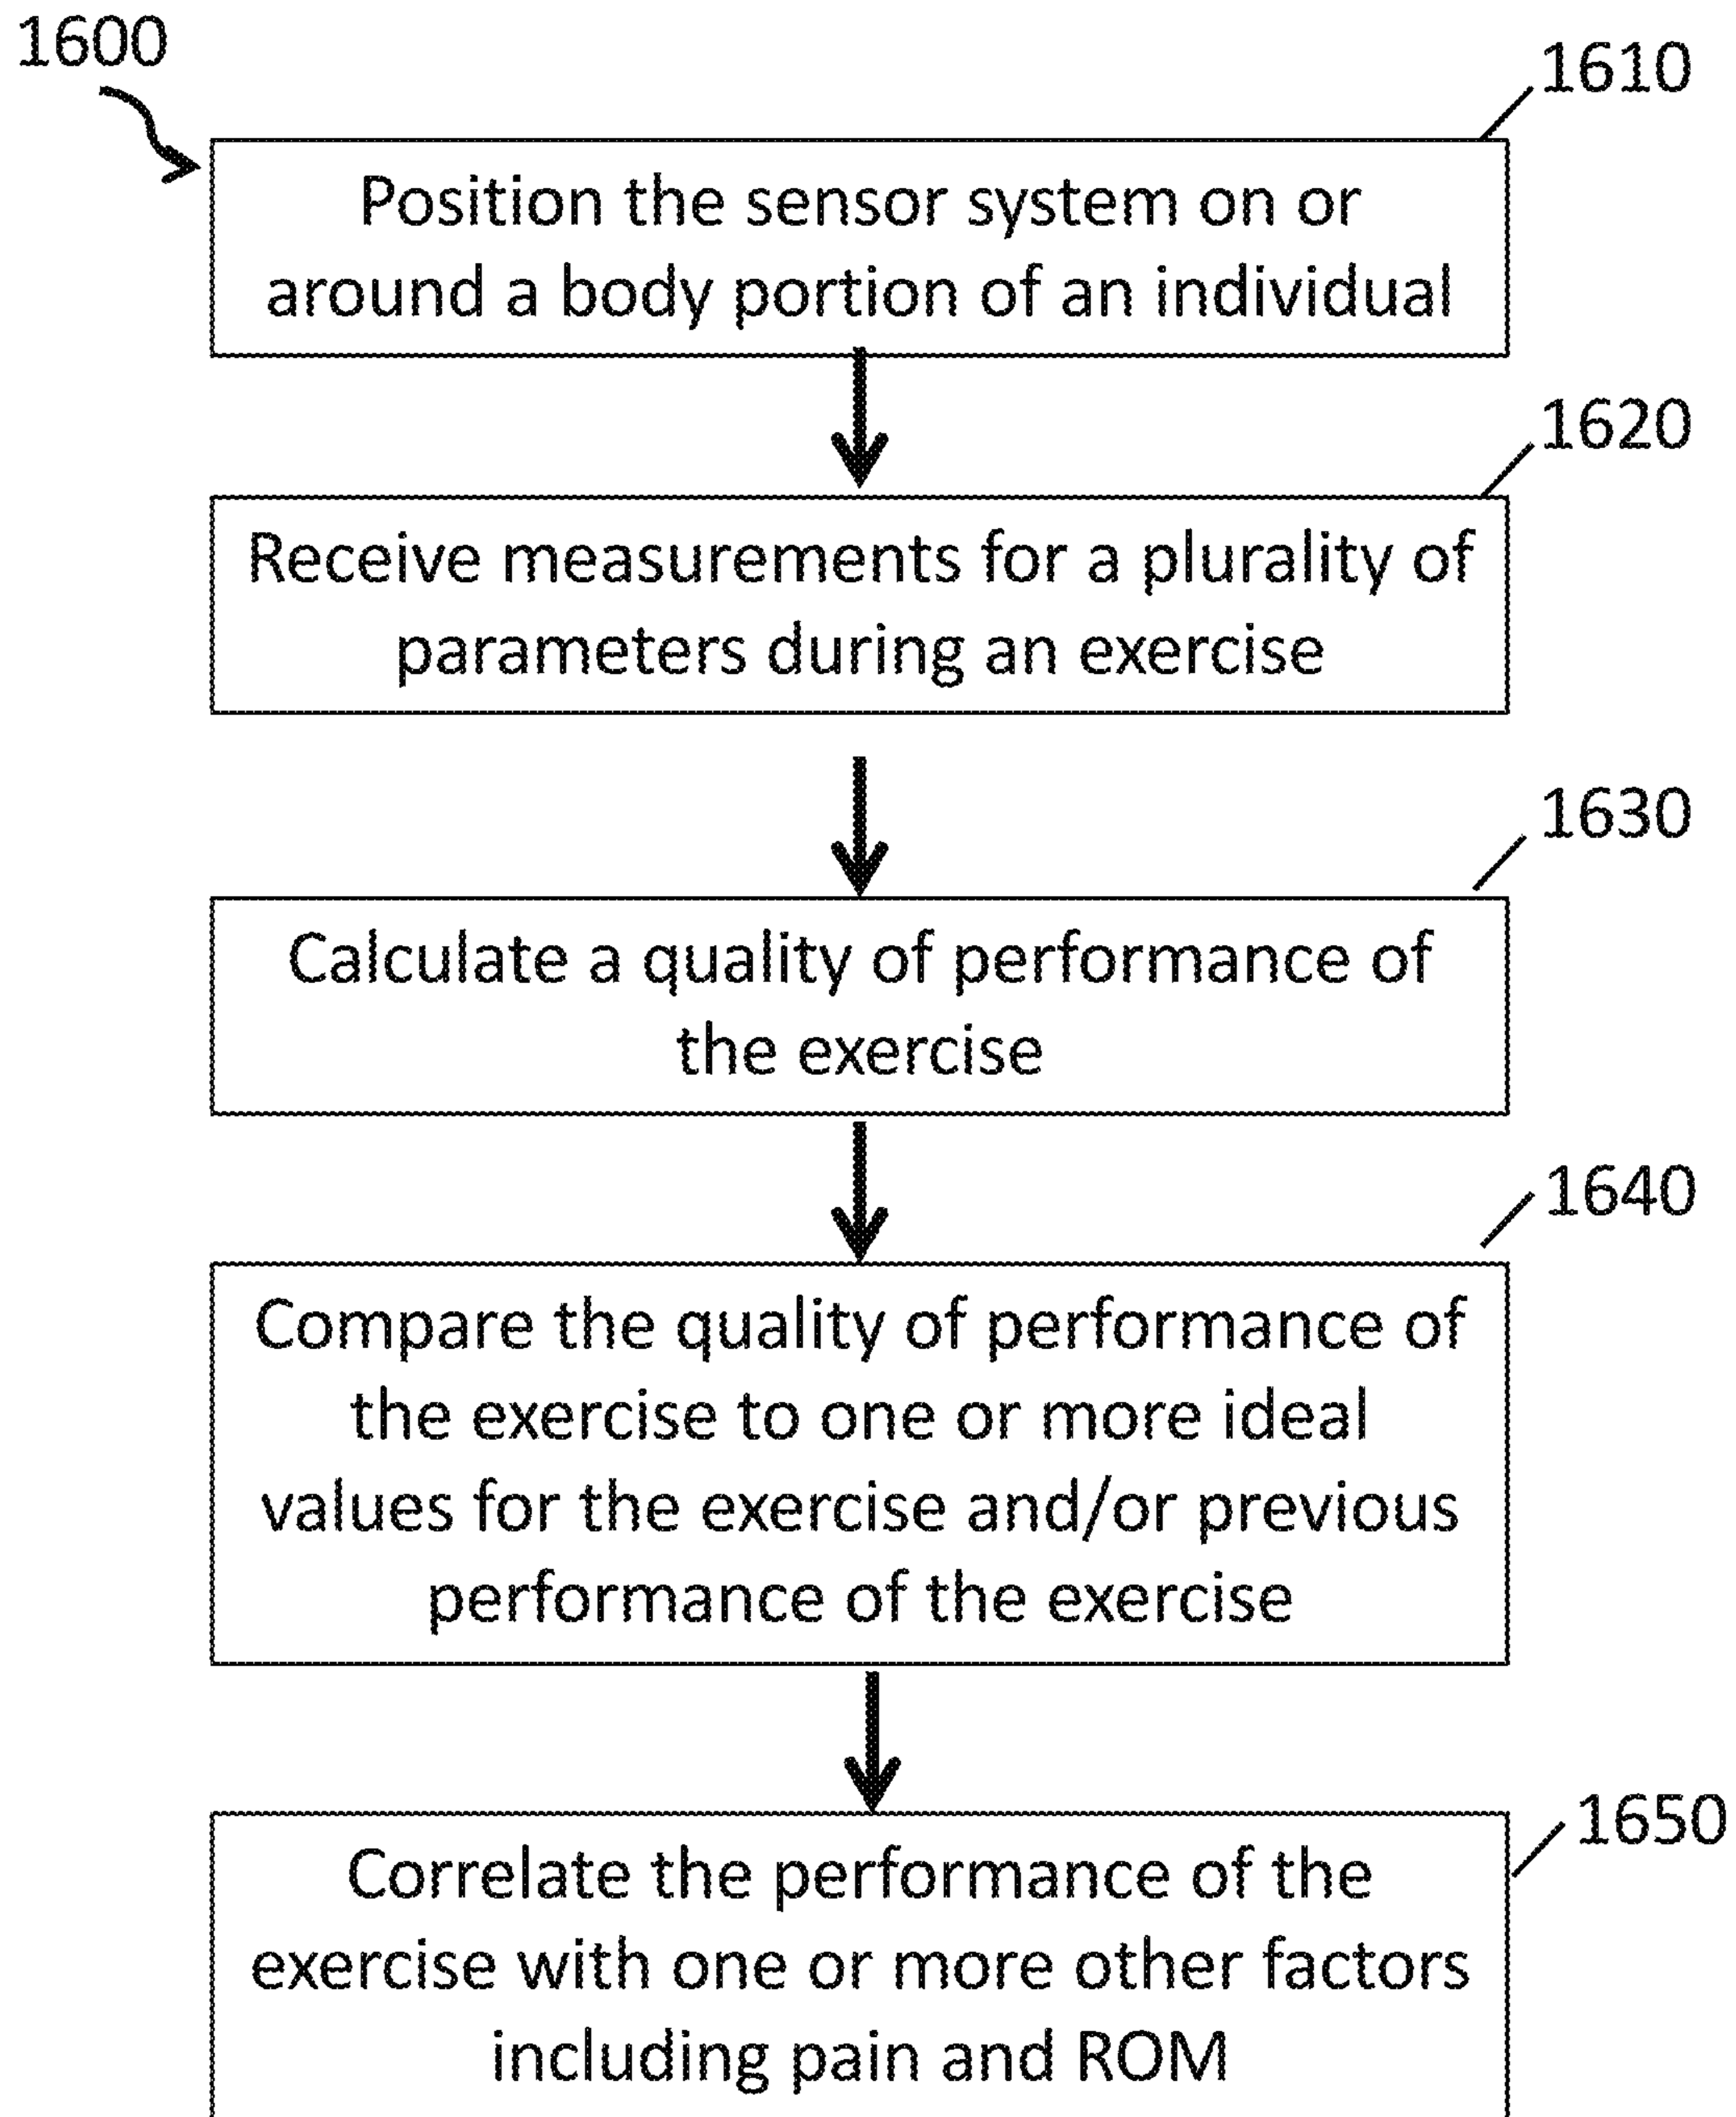 1600
1610
Position the sensor system on or
around a body portion of an individual
1620
Receive measurements for a plurality of
parameters during an exercise
1630
Calculate a quality of performance of
the exercise
1640
Compare the quality of performance of
the exercise to one or more ideal
values for the exercise and/or previous
performance of the exercise
1650
Correlate the performance of the
exercise with one or more other factors
including pain and ROM